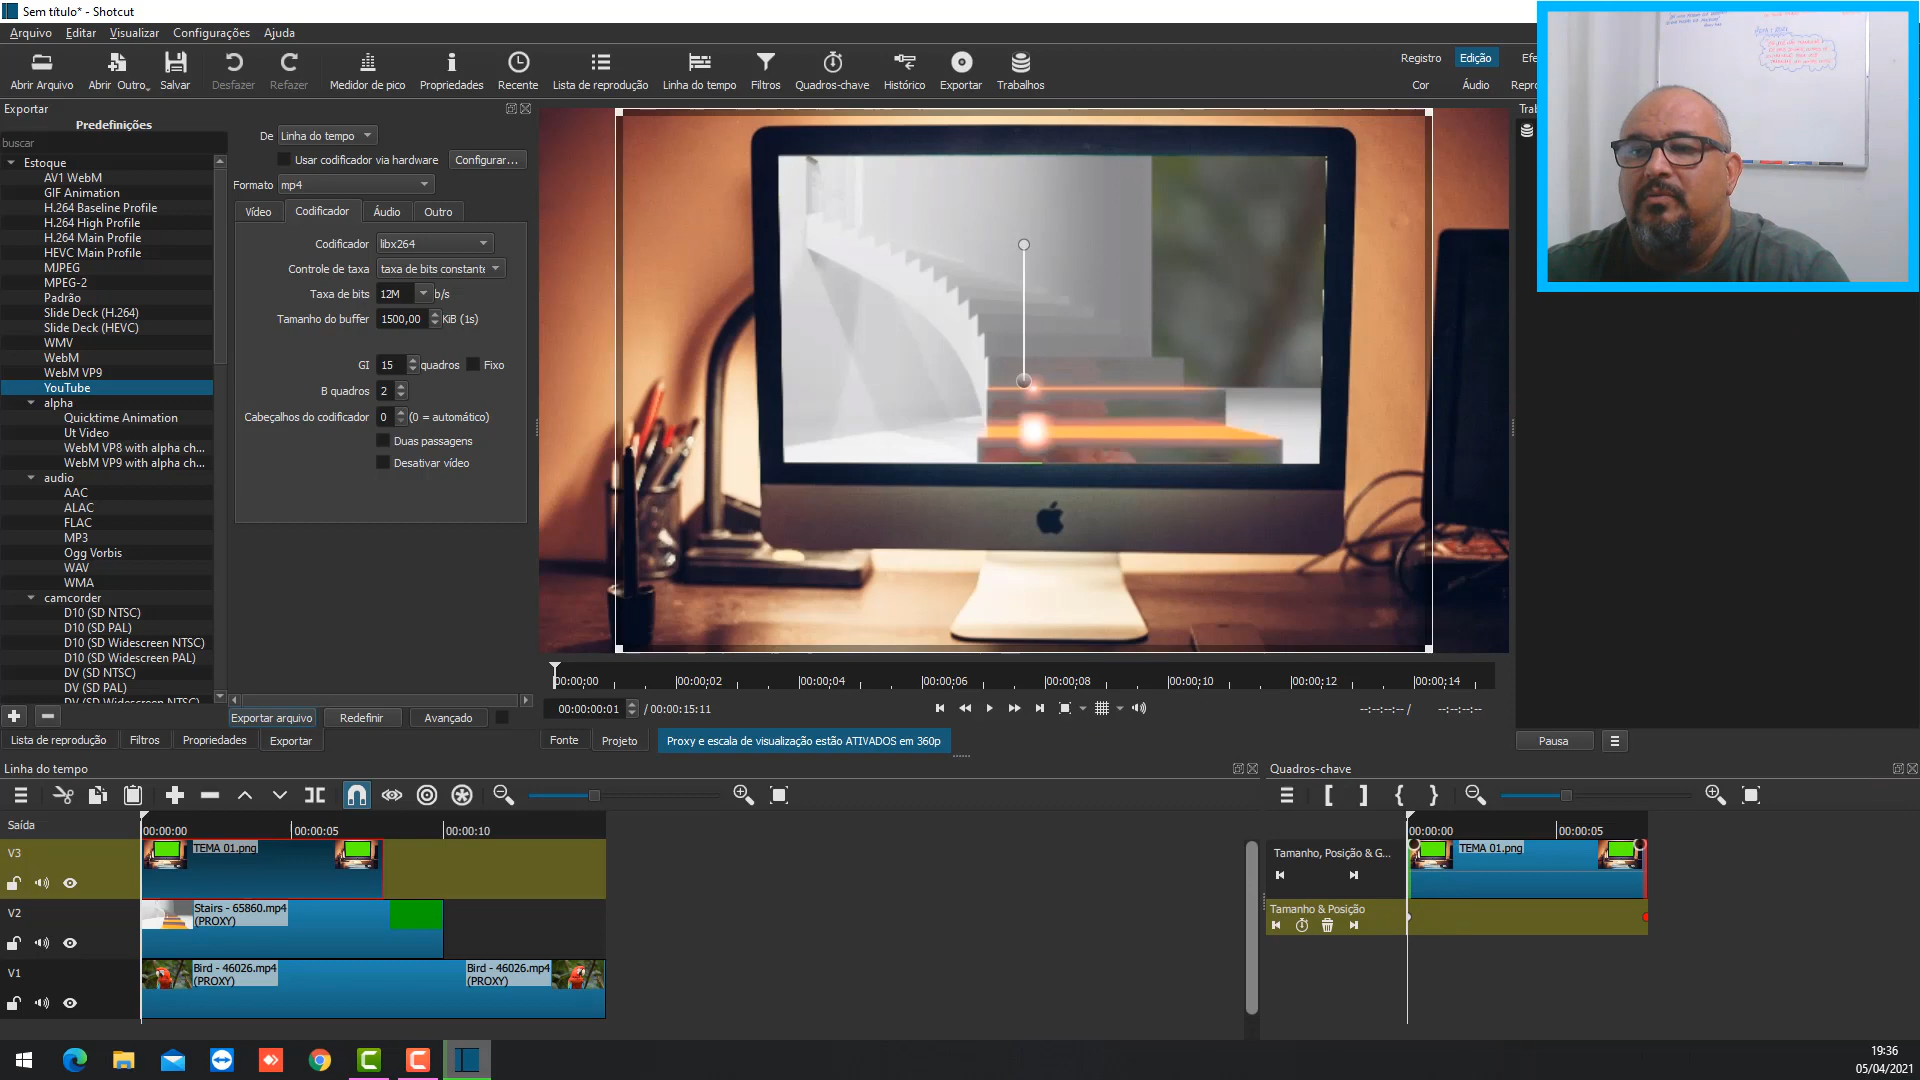 Sem título* - Shotcut
Arquivo Editar Visualizar Configurações Ajuda
Abrir Arquivo Abrir Outro Salvar Desfazer Refazer Medidor de pico Propriedades Recente Lista de reprodução Linha do tempo Filtros Quadros-chave Histórico Exportar Trabalhos
Registro Edição Efe
Cor Áudio Repro
Exportar
Predefinições
buscar
Estoque
AV1 WebM
GIF Animation
H.264 Baseline Profile
H.264 High Profile
H.264 Main Profile
HEVC Main Profile
MJPEG
MPEG-2
Padrão
Slide Deck (H.264)
Slide Deck (HEVC)
WMV
WebM
WebM VP9
YouTube
alpha
Quicktime Animation
Ut Video
WebM VP8 with alpha ch...
WebM VP9 with alpha ch...
audio
AAC
ALAC
FLAC
MP3
Ogg Vorbis
WAV
WMA
camcorder
D10 (SD NTSC)
D10 (SD PAL)
D10 (SD Widescreen NTSC)
D10 (SD Widescreen PAL)
DV (SD NTSC)
DV (SD PAL)
DV (SD Widescreen NTSC)
De Linha do tempo
Usar codificador via hardware Configurar...
Formato mp4
Vídeo Codificador Áudio Outro
Codificador libx264
Controle de taxa taxa de bits constante
Taxa de bits 12M b/s
Tamanho do buffer 1500,00 KiB (1s)
GI 15 quadros Fixo
B quadros 2
Cabeçalhos do codificador 0 (0 = automático)
Duas passagens
Desativar vídeo
Exportar arquivo Redefinir Avançado
Lista de reprodução Filtros Propriedades Exportar
00:00:00 00:00:02 00:00:04 00:00:06 00:00:08 00:00:10 00:00:12 00:00:14
00:00:00:01 / 00:00:15:11
--:--:--:-- / --:--:--:--
Fonte Projeto Proxy e escala de visualização estão ATIVADOS em 360p
Trab
Pausa
Linha do tempo
Saída
00:00:00 00:00:05 00:00:10
V3
TEMA 01.png
V2
Stairs - 65860.mp4
(PROXY)
V1
Bird - 46026.mp4
(PROXY)
Bird - 46026.mp4
(PROXY)
Quadros-chave
00:00:00 00:00:05
Tamanho, Posição & G...
TEMA 01.png
Tamanho & Posição
19:36
05/04/2021